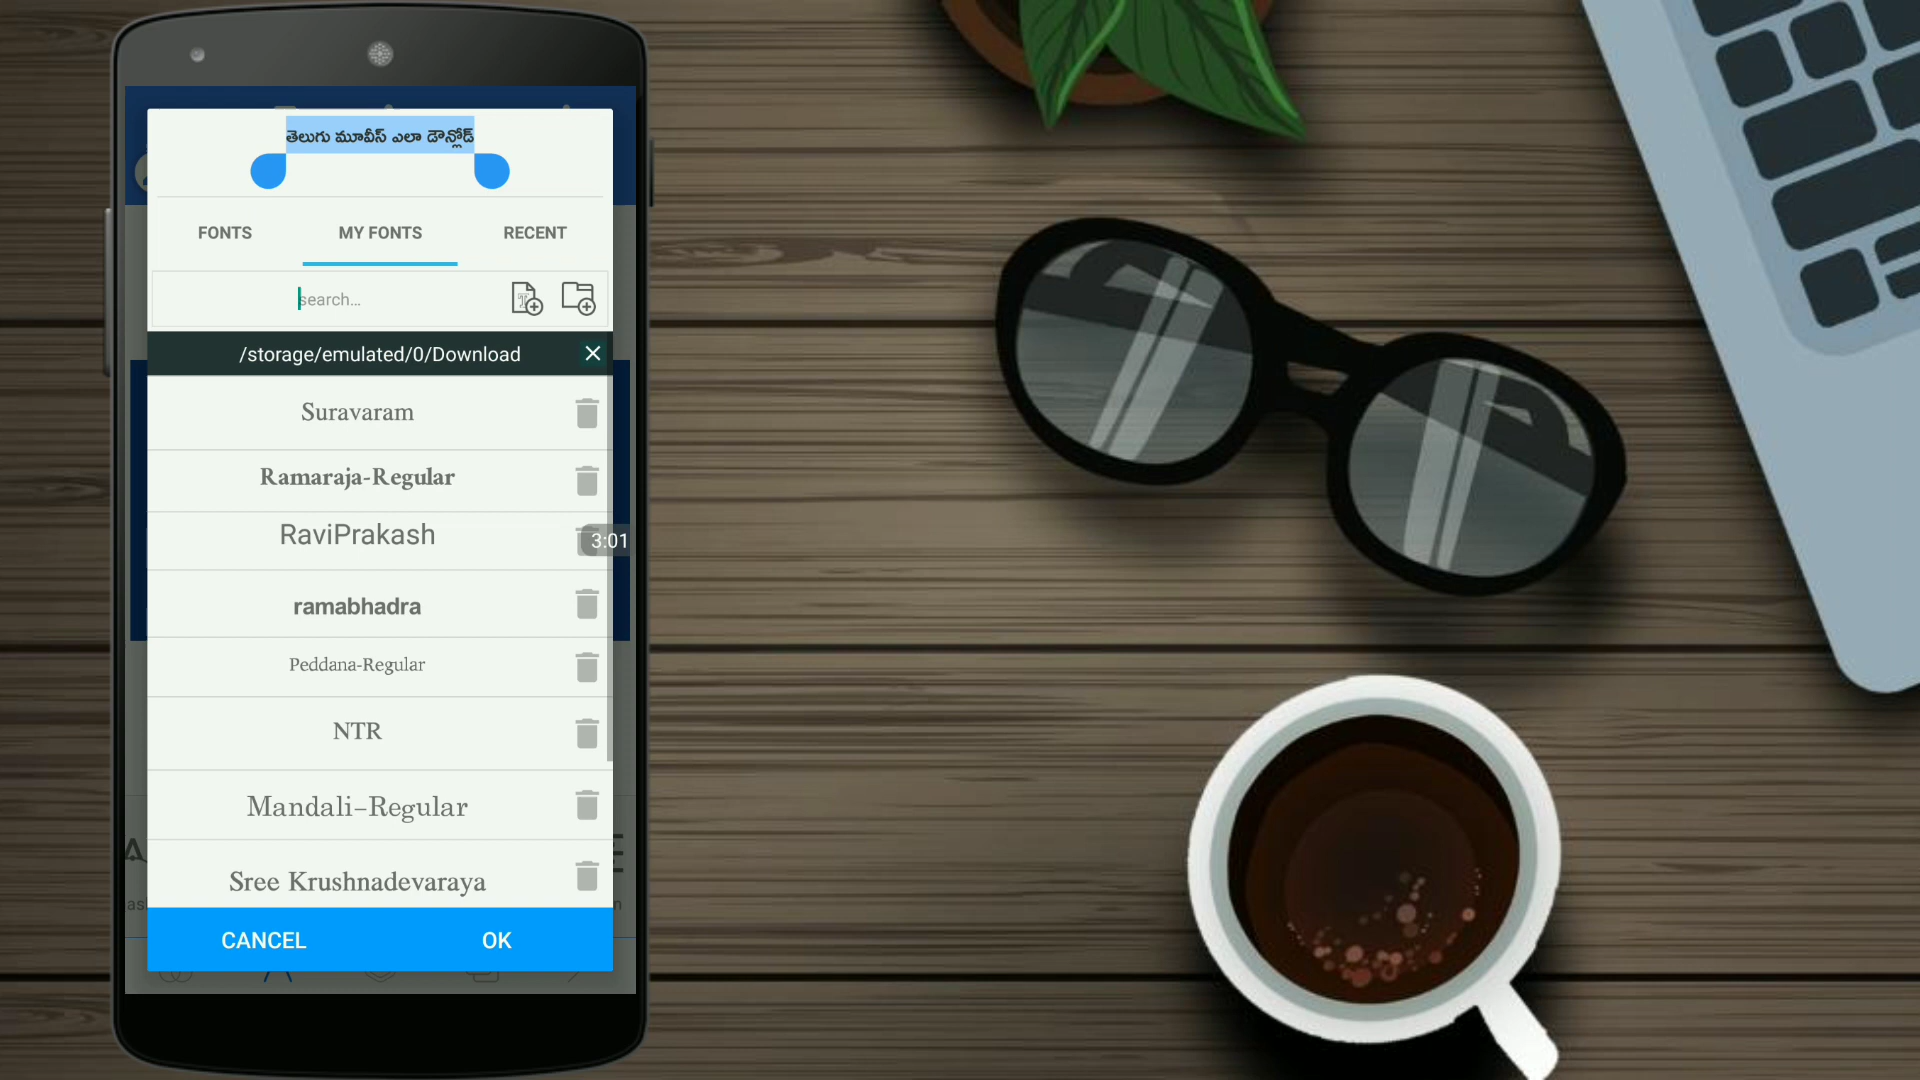 తెలుగు మూవీస్ ఎలా డౌన్లోడ్
FONTS
MY FONTS
RECENT
search...
/storage/emulated/0/Download
Suravaram
Ramaraja-Regular
RaviPrakash
3:01
ramabhadra
Peddana-Regular
NTR
Mandali-Regular
Sree Krushnadevaraya
CANCEL
OK